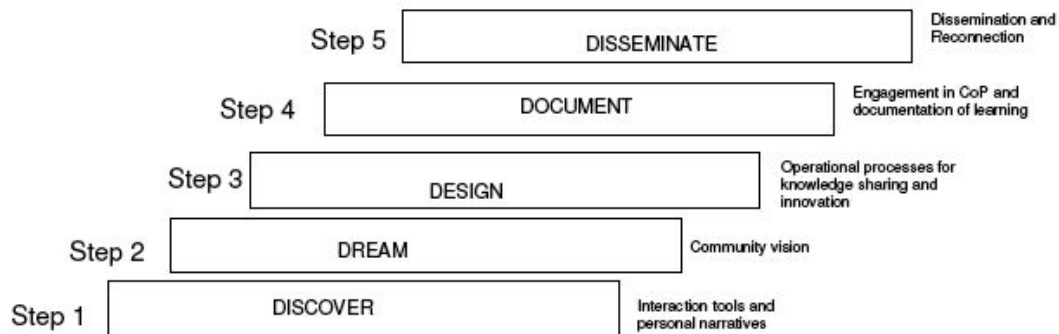 Step 5
DISSEMINATE
Dissemination and
Reconnection
Step 4
DOCUMENT
Engagement in CoP and
documentation of learning
Step 3
DESIGN
Operational processes for
knowledge sharing and
innovation
Step 2
DREAM
Community vision
Step 1
DISCOVER
Interaction tools and
personal narratives